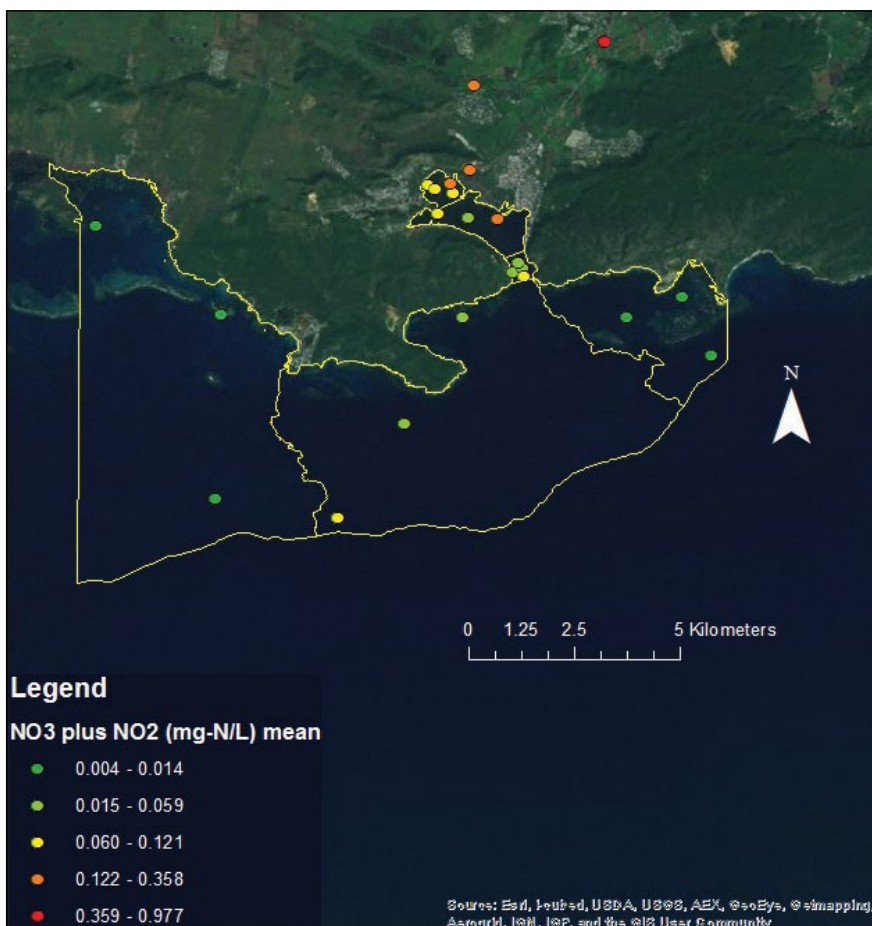 N
0 1.25 2.5 5 Kilometers
Legend
NO3 plus NO2 (mg-N/L) mean
0.004 - 0.014
0.015 - 0.059
0.060 - 0.121
0.122 - 0.358
0.359 - 0.977
Source: Esri, i-cubed, USDA, USGS, AEX, GeoEye, Getmapping,
Aerogrid, IGN, IGP, and the GIS User Community